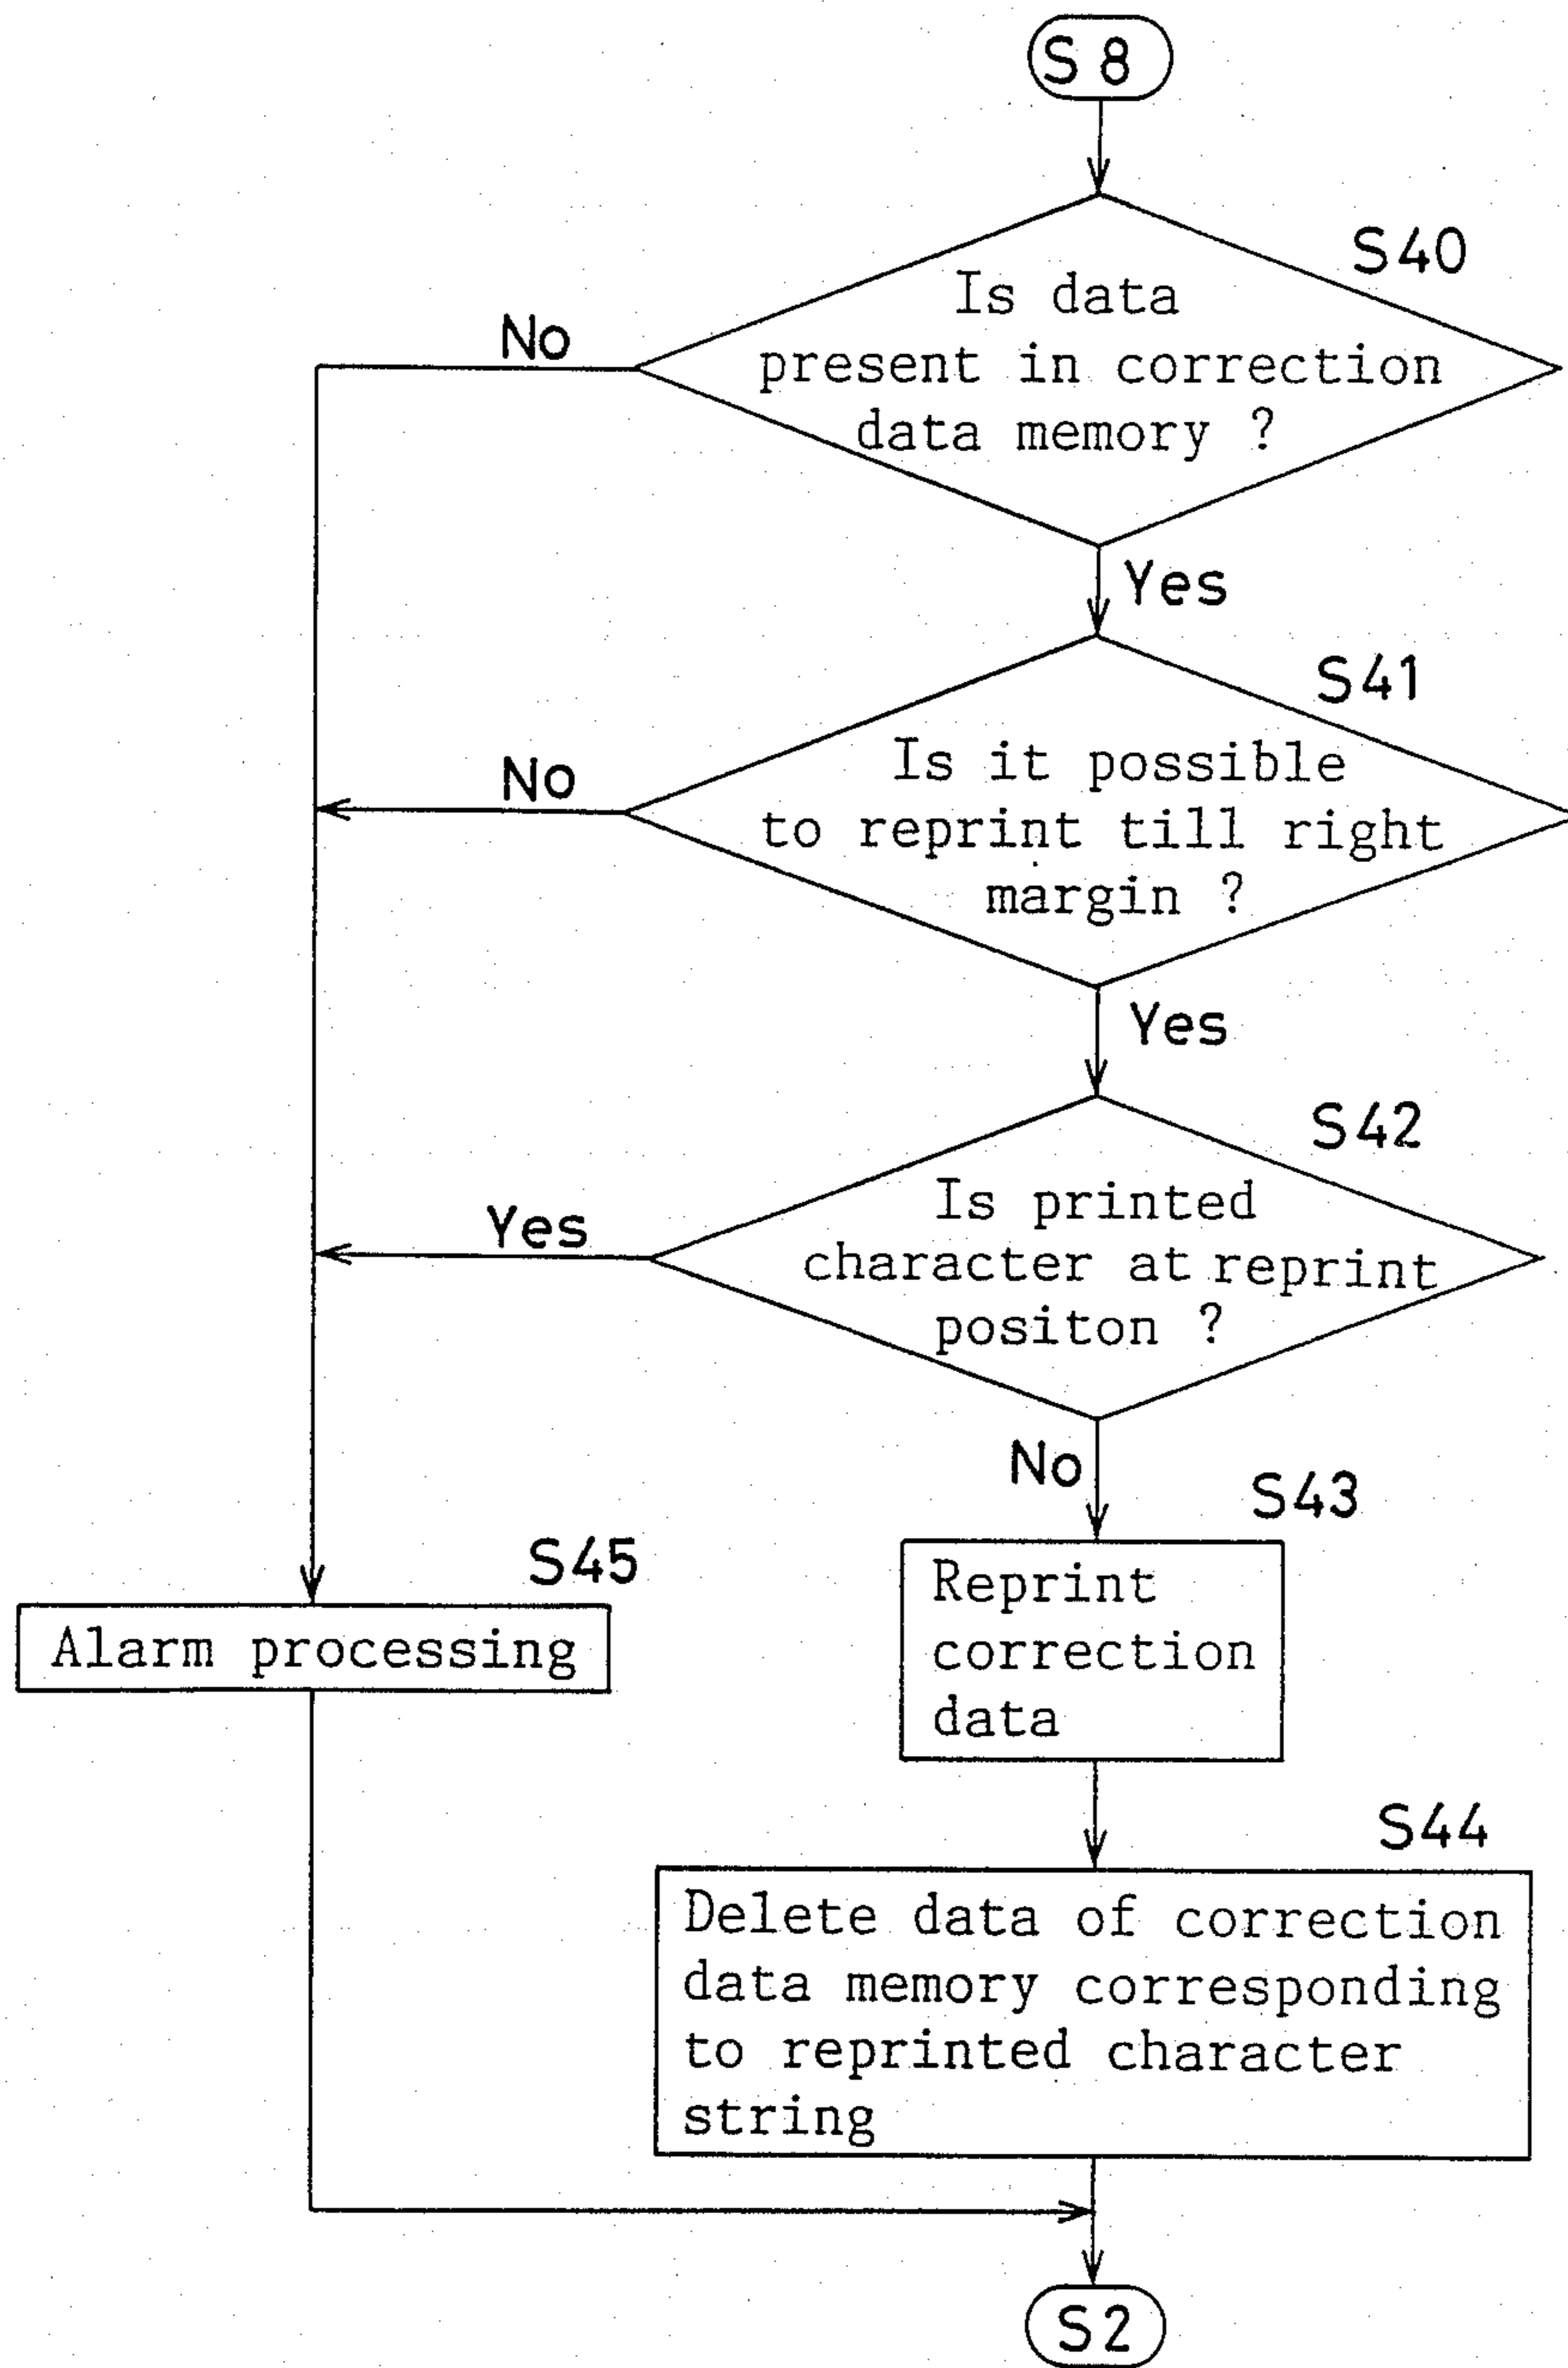 S8
S40
Is data
present in correction
data memory ?
No
Yes
S41
Is it possible
to reprint till right
margin ?
No
Yes
S42
Is printed
character at reprint
positon ?
Yes
No
S43
Reprint
correction
data
S45
Alarm processing
S44
Delete data of correction
data memory corresponding
to reprinted character
string
S2